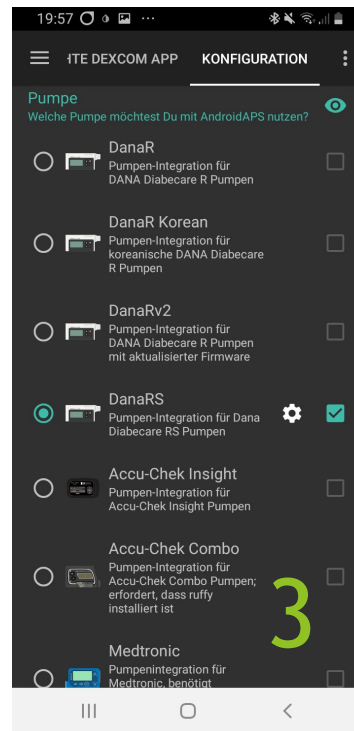 19:57
ITE DEXCOM APP KONFIGURATION
Pumpe
Welche Pumpe möchtest Du mit AndroidAPS nutzen?
DanaR
Pumpen-Integration für
DANA Diabecare R Pumpen
DanaR Korean
Pumpen-Integration für
koreanische DANA Diabecare
R Pumpen
DanaRv2
Pumpen-Integration für
DANA Diabecare R Pumpen
mit aktualisierter Firmware
DanaRS
Pumpen-Integration für Dana
Diabecare RS Pumpen
Accu-Chek Insight
Pumpen-Integration für
Accu-Chek Insight Pumpen
Accu-Chek Combo
Pumpen-Integration für
Accu-Chek Combo Pumpen;
erfordert, dass ruffy
installiert ist
3
Medtronic
Pumpenintegration für
Medtronic, benötigt